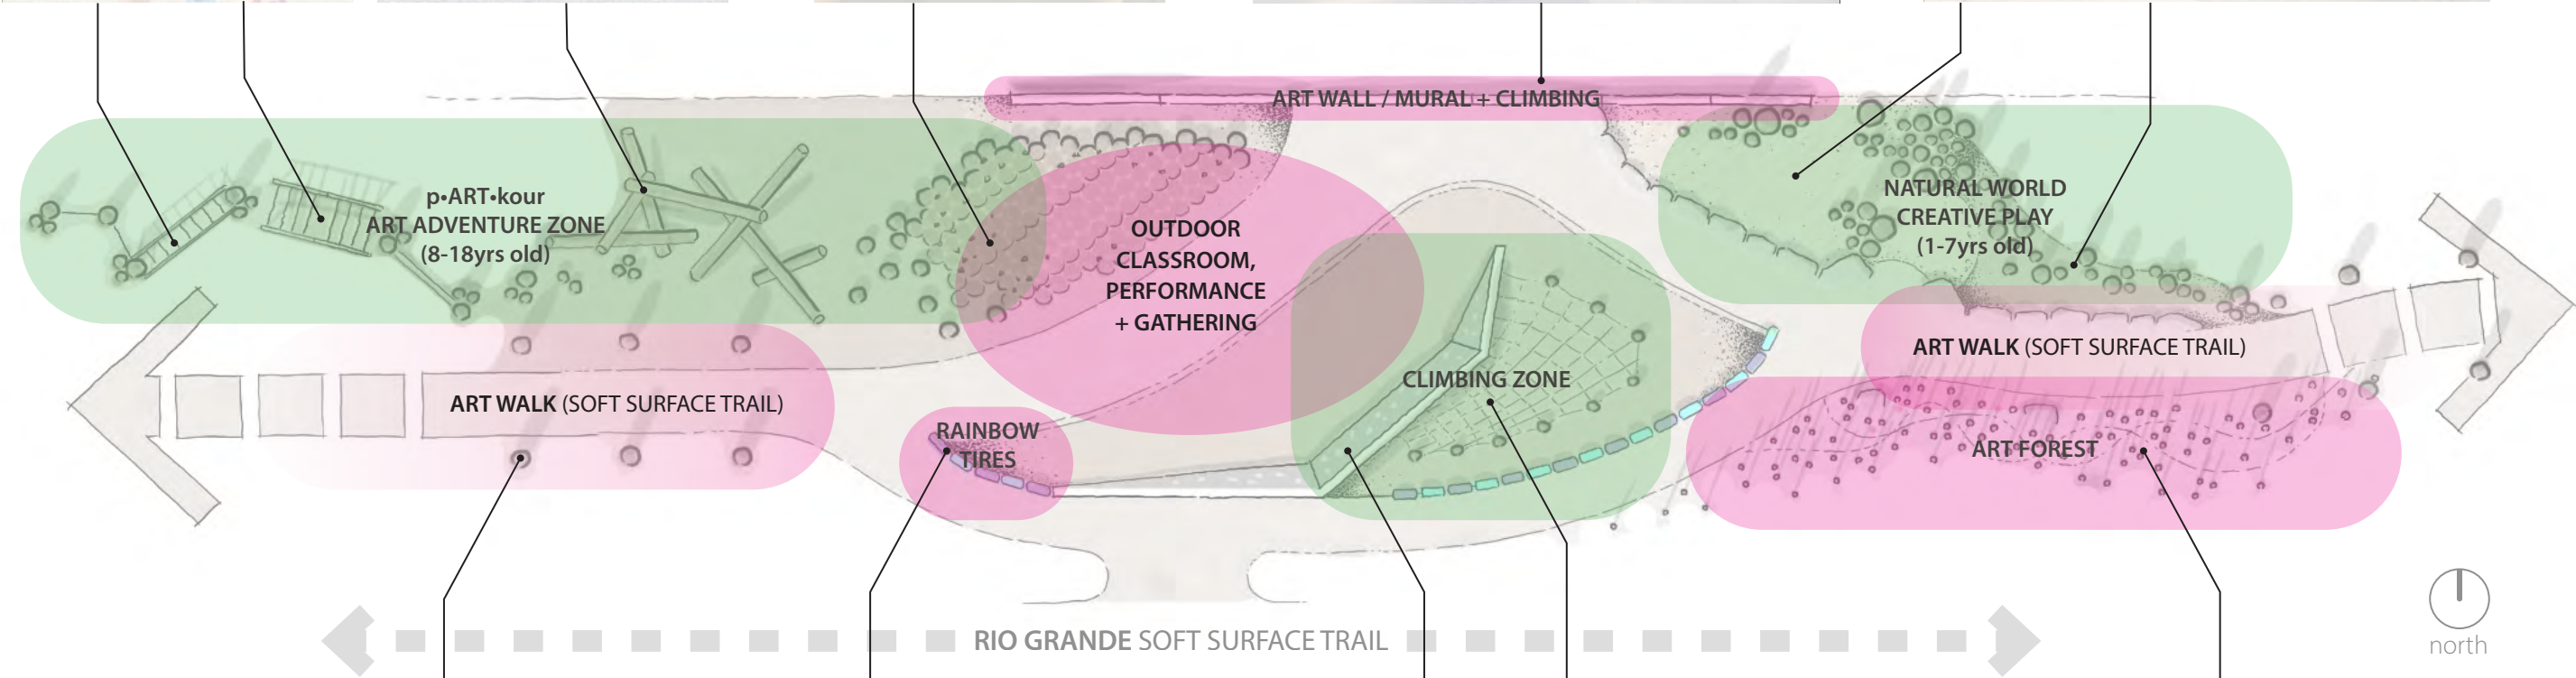 ART WALL / MURAL + CLIMBING
p•ART•kour
ART ADVENTURE ZONE
(8-18yrs old)
OUTDOOR
CLASSROOM,
PERFORMANCE
+ GATHERING
NATURAL WORLD
CREATIVE PLAY
(1-7yrs old)
CLIMBING ZONE
ART WALK (SOFT SURFACE TRAIL)
ART WALK (SOFT SURFACE TRAIL)
RAINBOW
TIRES
ART FOREST
RIO GRANDE SOFT SURFACE TRAIL
north